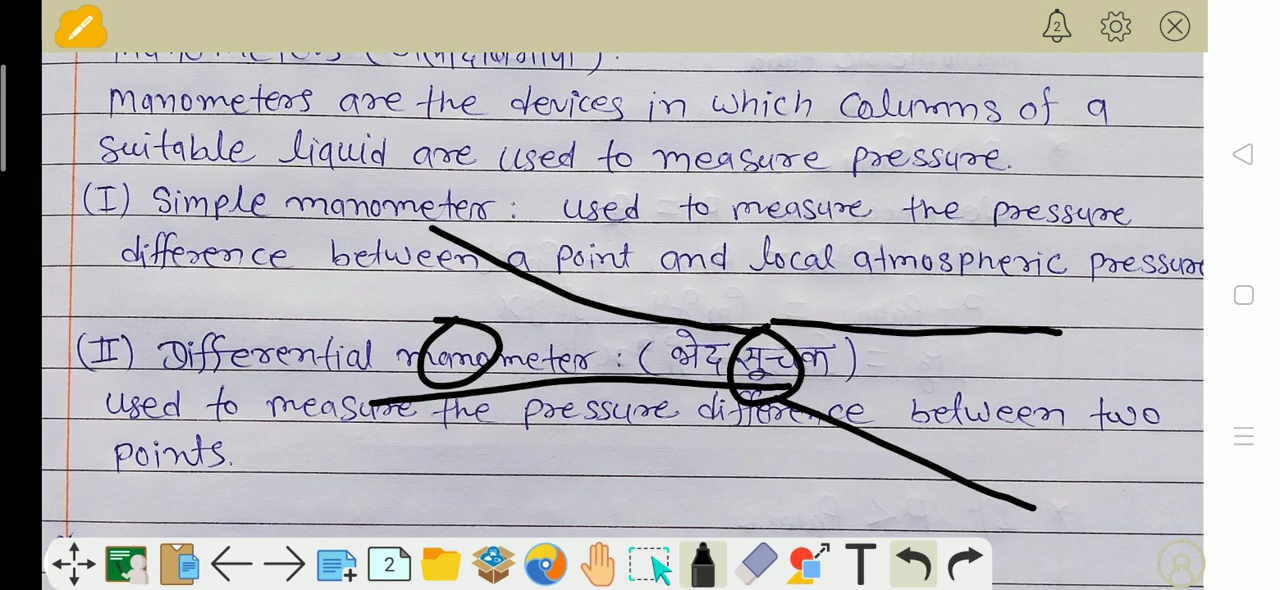 2
Manometers are the devices in which columns of a
suitable liquid are used to measure pressure.
(I) Simple manometer : used to measure the pressure
difference between a point and local atmospheric pressure
(II) Differential manometer : (भेद सूचक)
used to measure the pressure difference between two
points.
2 T